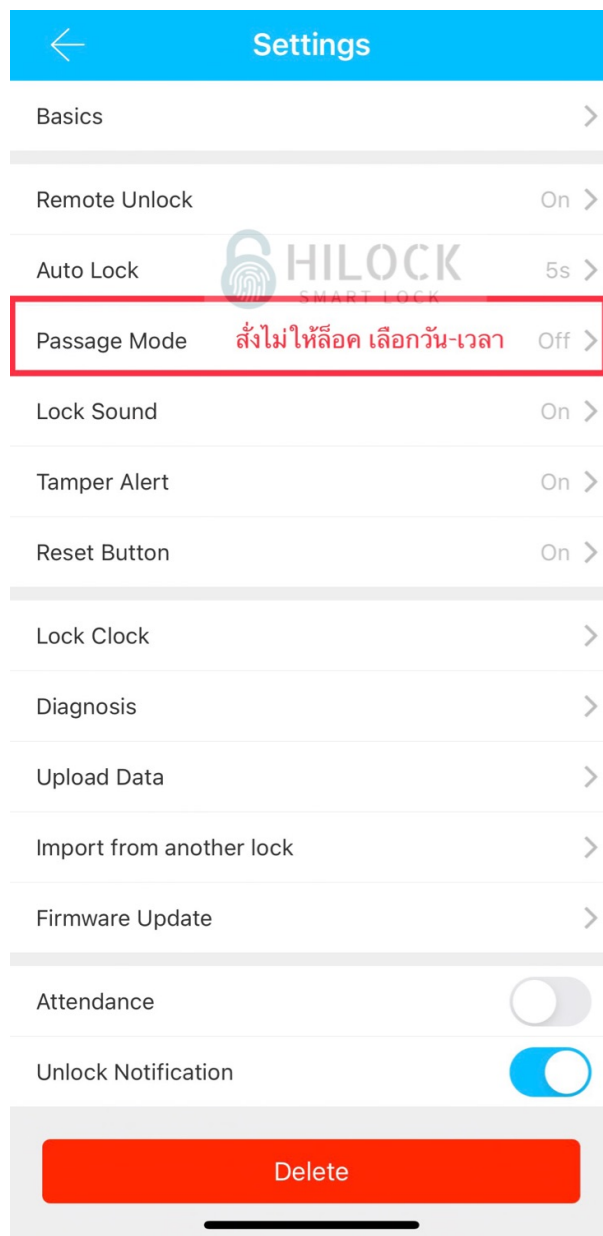 Settings
Basics
Remote Unlock On
HILOCK
Auto Lock 5s
SMART LOCK
Passage Mode สั่งไม่ให้ล็อค เลือกวัน-เวลา Off
Lock Sound On
Tamper Alert On
Reset Button On
Lock Clock
Diagnosis
Upload Data
Import from another lock
Firmware Update
Attendance
Unlock Notification
Delete